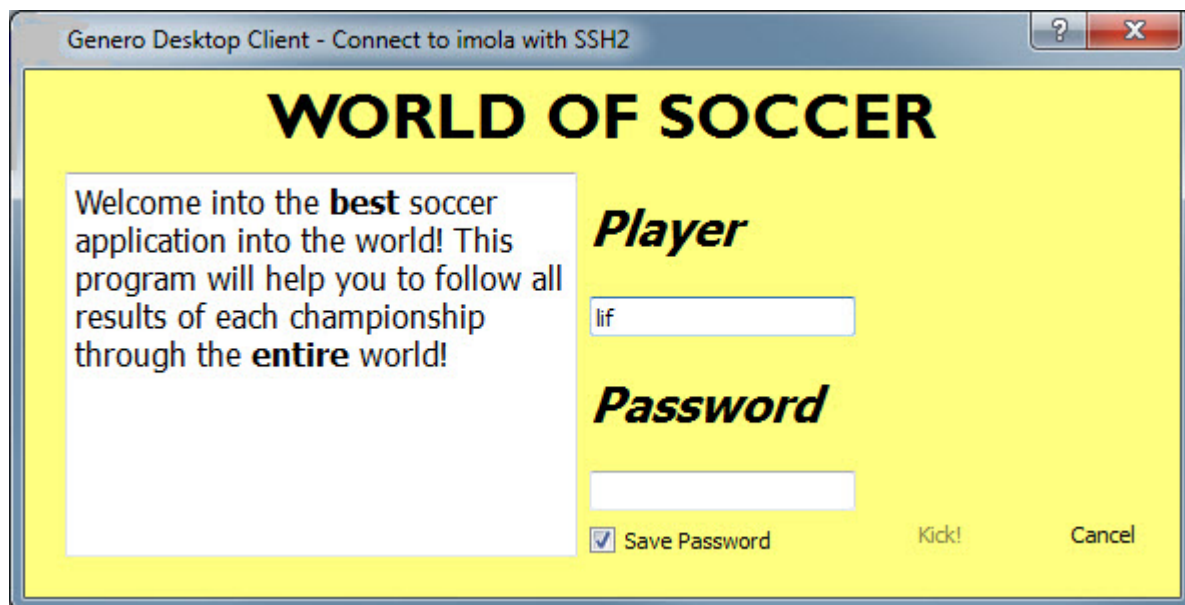 Genero Desktop Client - Connect to imola with SSH2
WORLD OF SOCCER
Welcome into the best soccer
application into the world! This
program will help you to follow all
results of each championship
through the entire world!
Player
lif
Password
Save Password
Kick!
Cancel